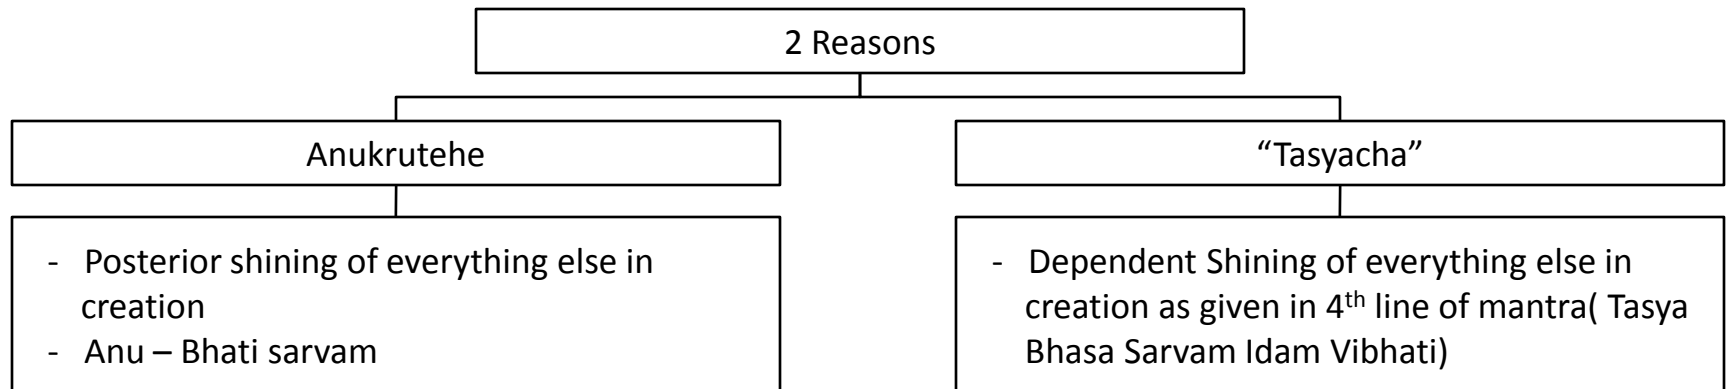 2 Reasons
Anukrutehe
“Tasyacha”
- Posterior shining of everything else in
creation
- Anu – Bhati sarvam
- Dependent Shining of everything else in
creation as given in 4th line of mantra( Tasya
Bhasa Sarvam Idam Vibhati)